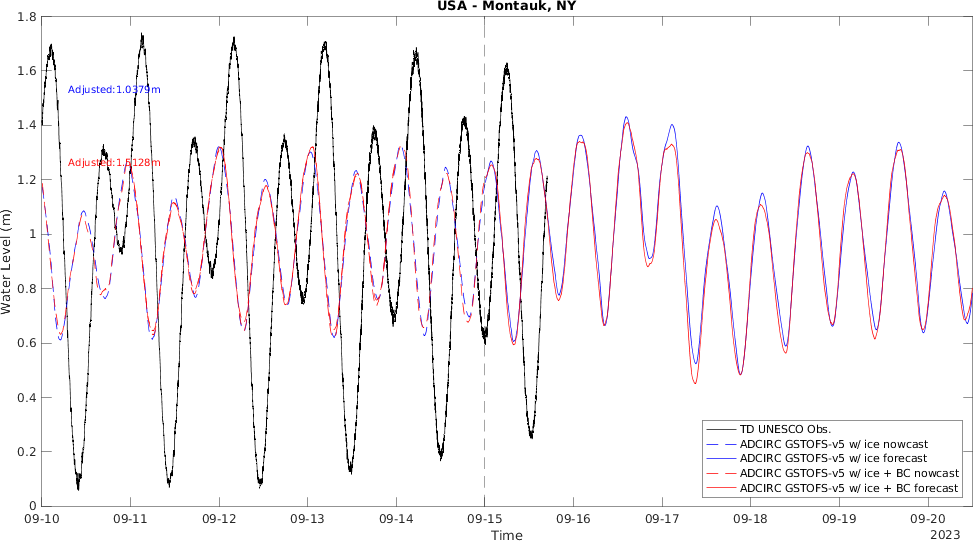 USA - Montauk, NY
1.8
1.6
1.4
1.2
1
0.8
0.6
0.4
0.2
0
Water Level (m)
Adjusted:1.0379m
Adjusted:1.5128m
TD UNESCO Obs.
ADCIRC GSTOFS-v5 w/ ice nowcast
ADCIRC GSTOFS-v5 w/ ice forecast
ADCIRC GSTOFS-v5 w/ ice + BC nowcast
ADCIRC GSTOFS-v5 w/ ice + BC forecast
09-10 09-11 09-12 09-13 09-14 09-15 09-16 09-17 09-18 09-19 09-20
Time
2023